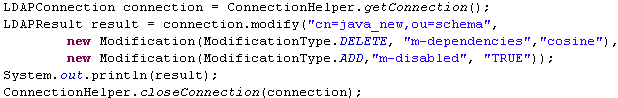 LDAPConnection connection = ConnectionHelper.getConnection();
LDAPResult result = connection.modify("cn=java_new,ou=schema",
new Modification(ModificationType.DELETE, "m-dependencies","cosine"),
new Modification(ModificationType.ADD,"m-disabled", "TRUE"));
System.out.println(result);
ConnectionHelper.closeConnection(connection);